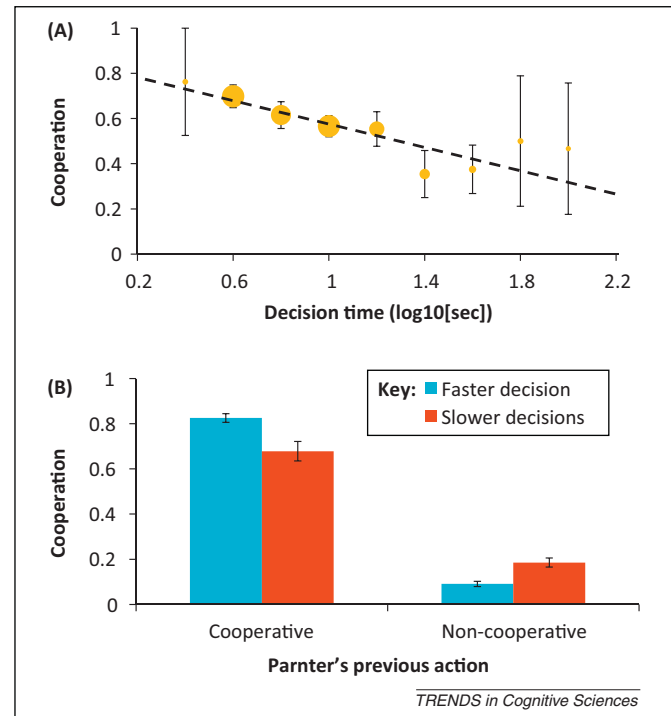 (A)
1
0.8
0.6
0.4
0.2
0
Cooperation
0.2 0.6 1 1.4 1.8 2.2
Decision time (log10[sec])
(B)
Key: Faster decision
Slower decisions
1
0.8
0.6
0.4
0.2
0
Cooperation
Cooperative Non-cooperative
Parnter’s previous action
TRENDS in Cognitive Sciences